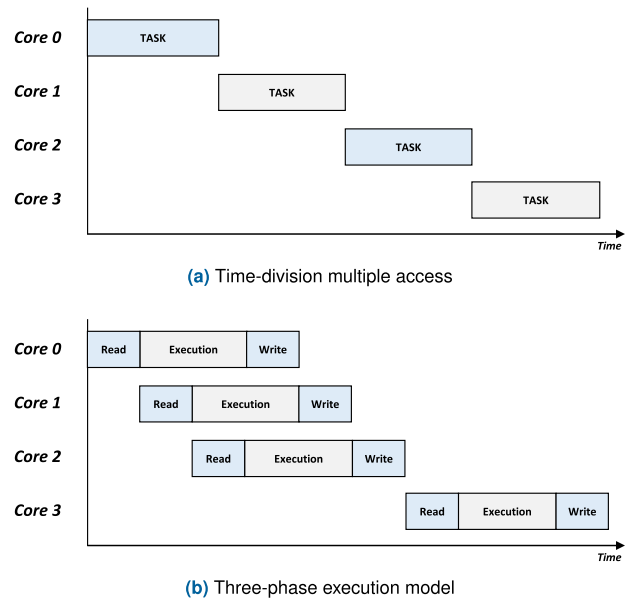 Core 0
TASK
Core 1
TASK
Core 2
TASK
Core 3
TASK
Time
(a) Time-division multiple access
Core 0
Read Execution Write
Core 1
Read Execution Write
Core 2
Read Execution Write
Core 3
Read Execution Write
Time
(b) Three-phase execution model